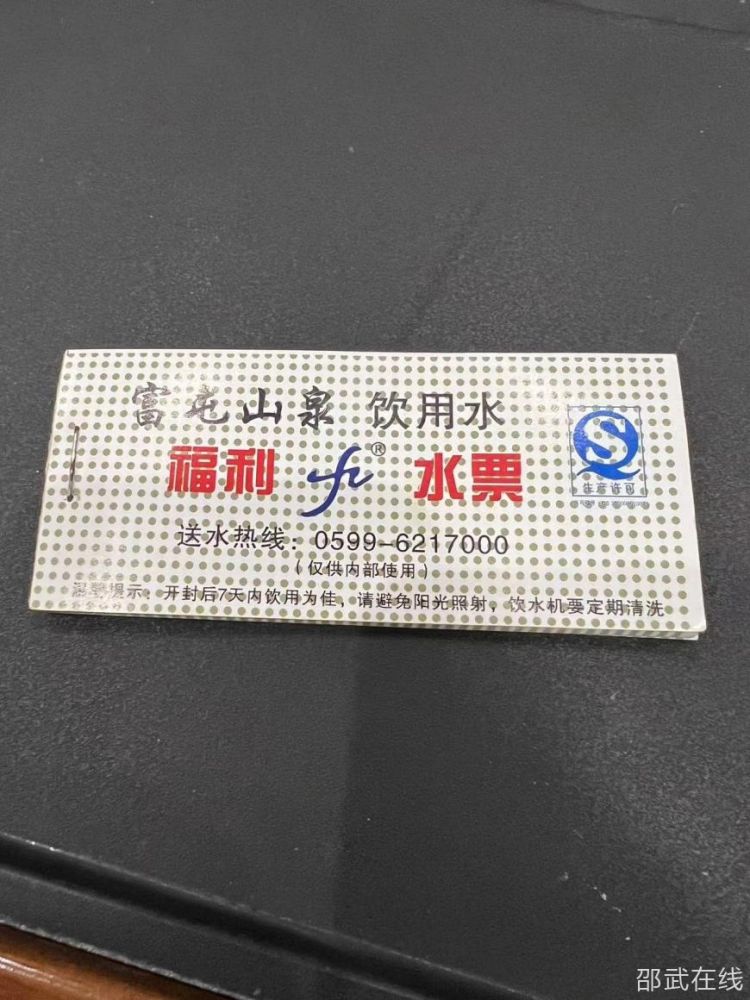 富屯山泉 饮用水
福利 ® 水票
生产许可
送水热线：0599-6217000
（仅供内部使用）
温馨提示：开封后7天内饮用为佳，请避免阳光照射，饮水机要定期清洗
邵武在线